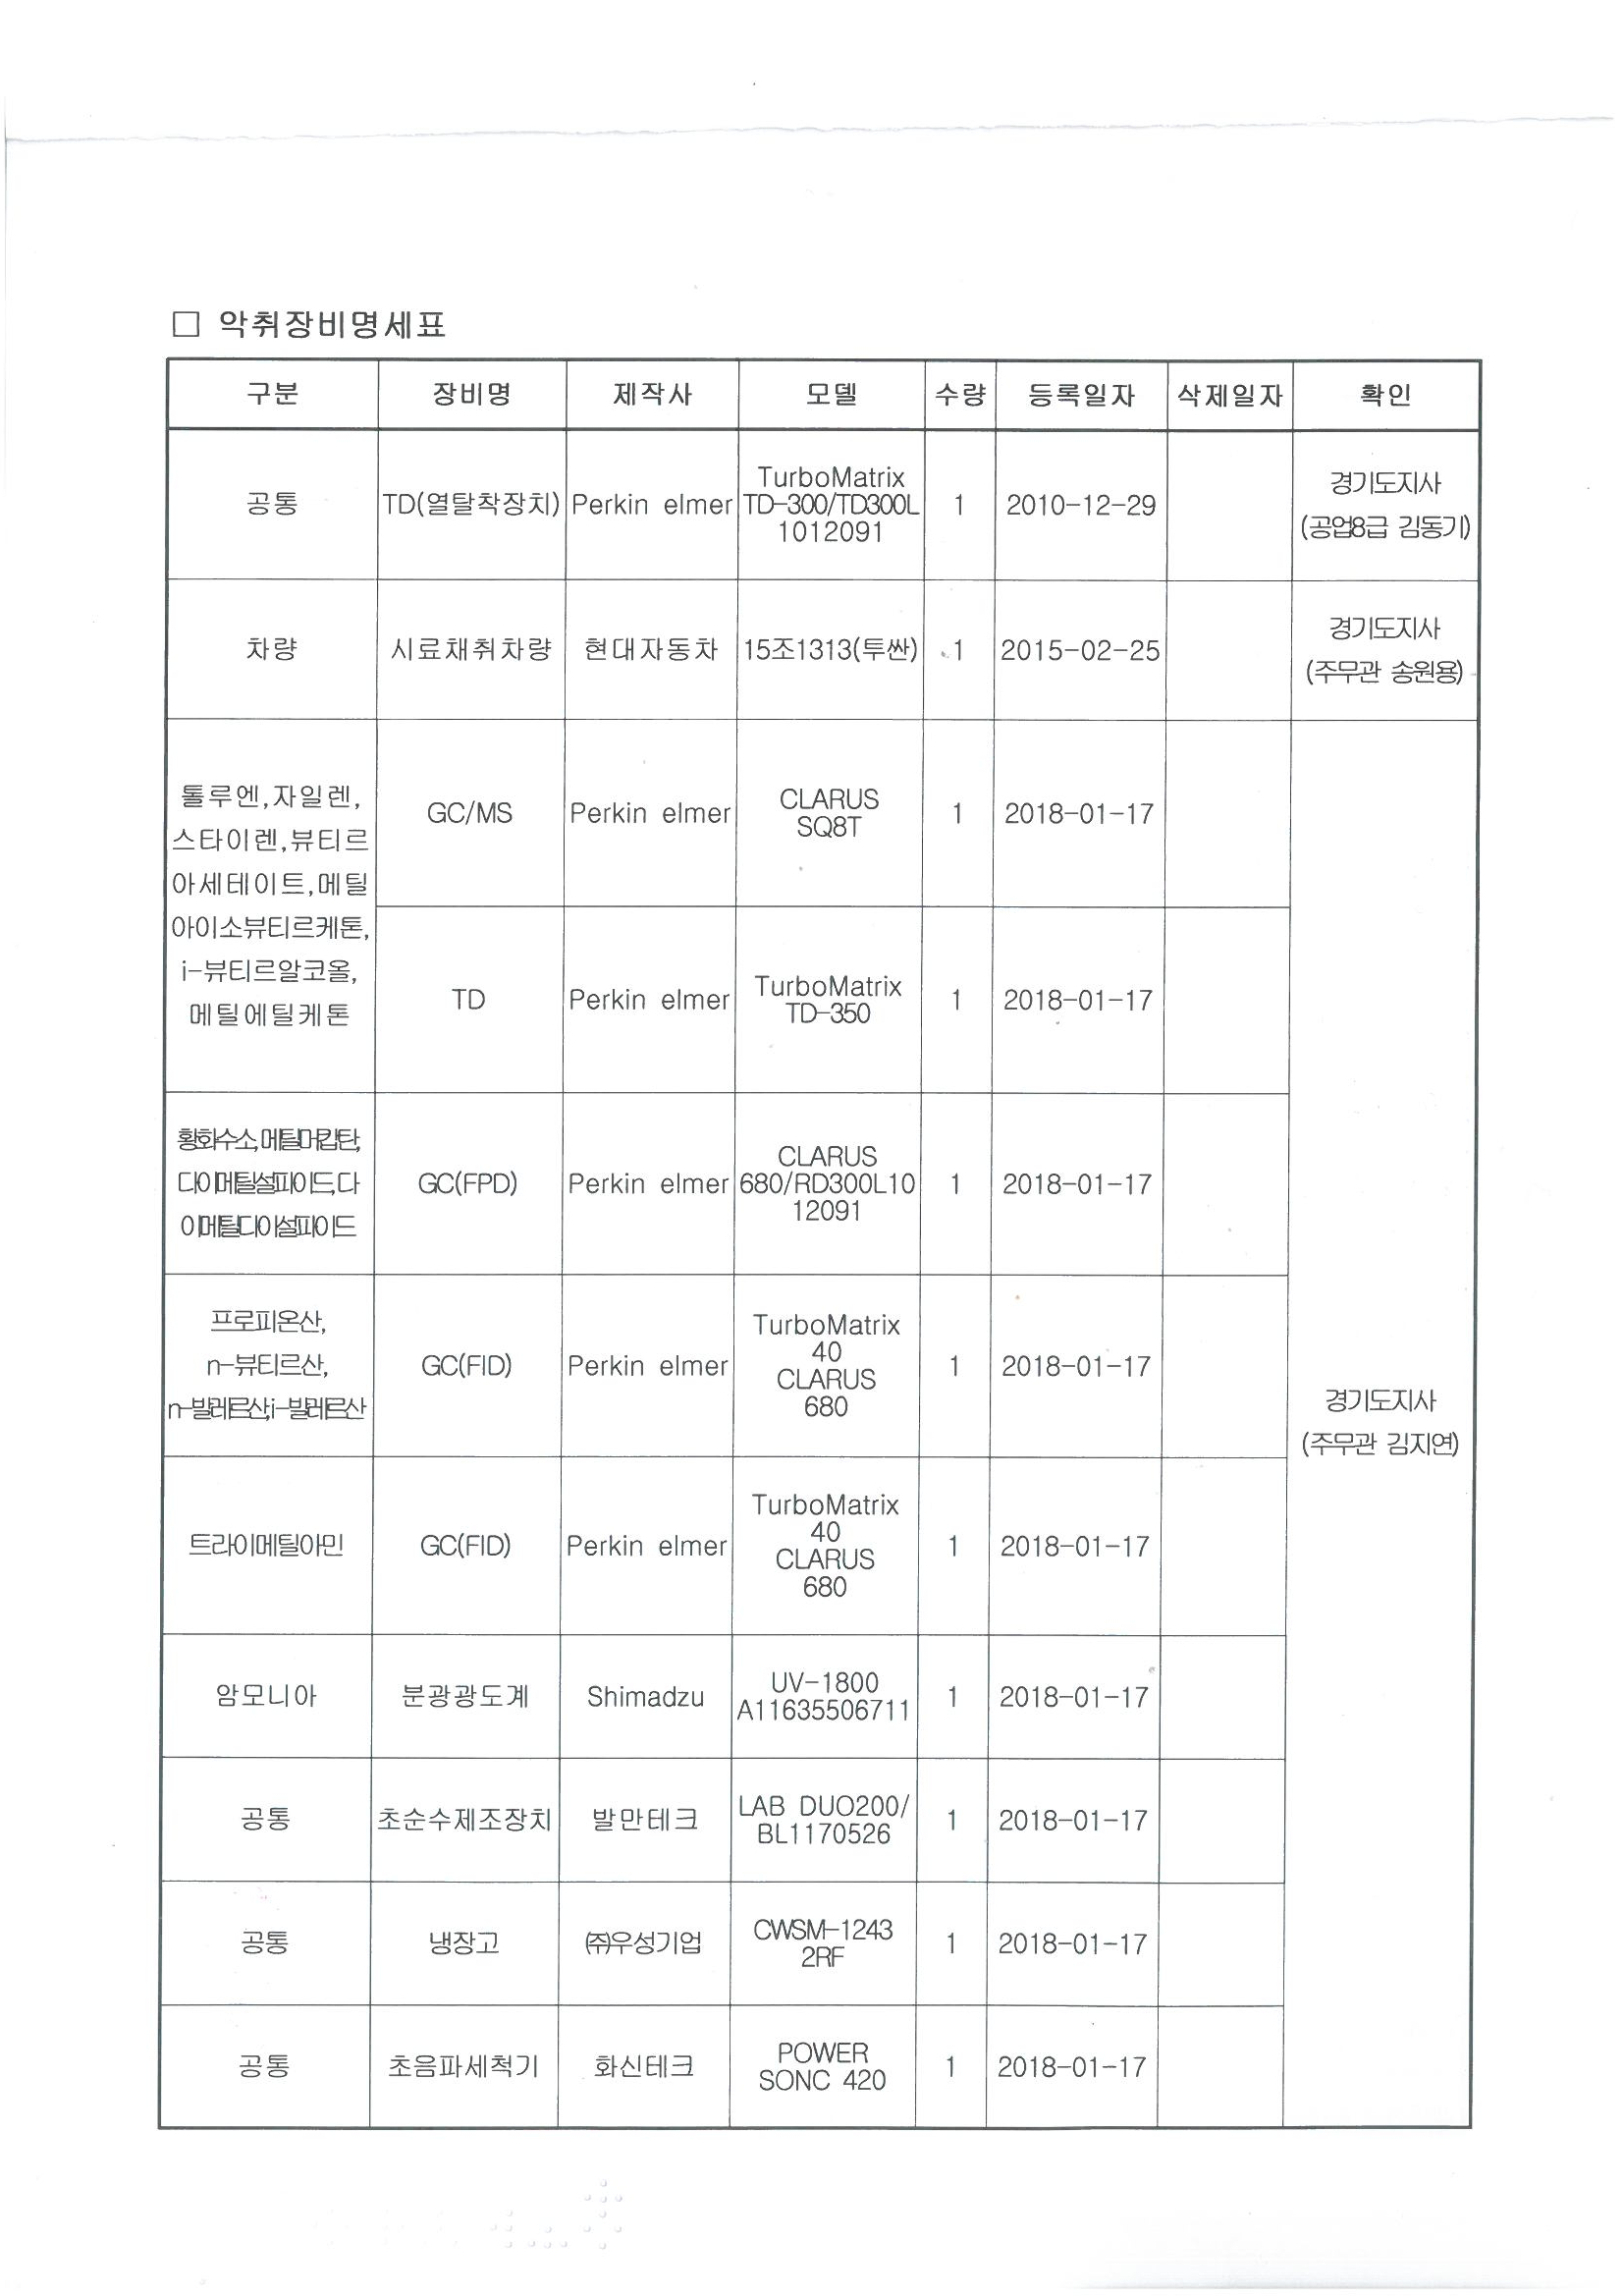 □ 악취장비명세표
구분 장비명 제작사 모델 수량 등록일자 삭제일자 확인
공통 TD(열탈착장치) Perkin elmer TurboMatrix
TD-300/TD300L
1012091
1 2010-12-29 경기도지사
(공업8급 김동기)
차량 시료채취차량 현대자동차 15조1313(투싼) 1 2015-02-25 경기도지사
(주무관 송원용)
톨루엔,자일렌,
스타이렌,뷰티르
아세테이트,메틸
아이소뷰티르케톤,
i-뷰티르알코올,
메틸에틸케톤
GC/MS Perkin elmer CLARUS
SQ8T
1 2018-01-17
TD Perkin elmer TurboMatrix
TD-350
1 2018-01-17
황화수소,메틸머캅탄,
다이메틸설파이드,다
이메틸다이설파이드
GC(FPD) Perkin elmer CLARUS
680/RD300L10
12091
1 2018-01-17
프로피온산,
n-뷰티르산,
n-발레르산,i-발레르산
GC(FID) Perkin elmer TurboMatrix
40
CLARUS
680
1 2018-01-17
경기도지사
(주무관 김지연)
트라이메틸아민 GC(FID) Perkin elmer TurboMatrix
40
CLARUS
680
1 2018-01-17
암모니아 분광광도계 Shimadzu UV-1800
A11635506711
1 2018-01-17
공통 초순수제조장치 발만테크 LAB DUO200/
BL1170526
1 2018-01-17
공통 냉장고 ㈜우성기업 CWSM-1243
2RF
1 2018-01-17
공통 초음파세척기 화신테크 POWER
SONC 420
1 2018-01-17